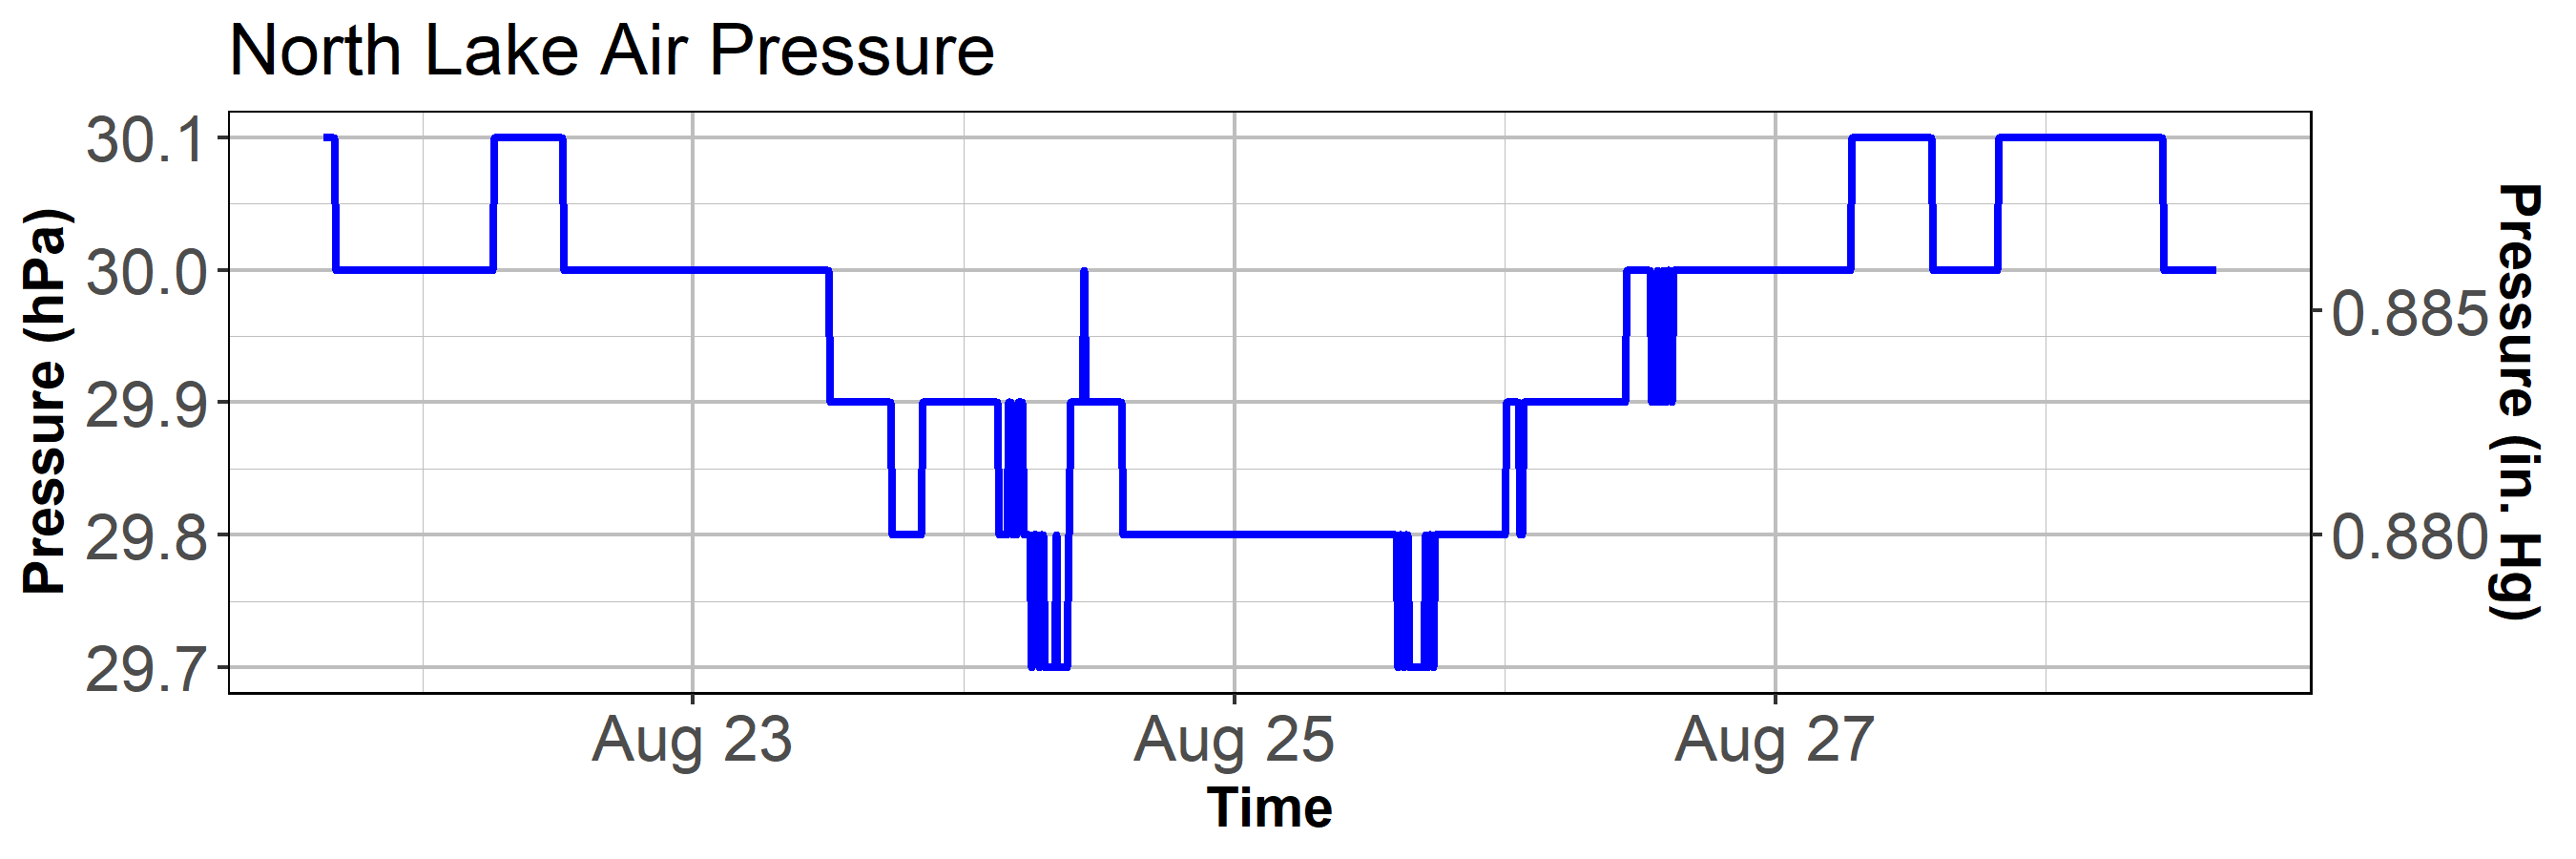 North Lake Air Pressure
Pressure (hPa)
30.1
30.0
29.9
29.8
29.7
0.885
0.880
Pressure (in. Hg)
Aug 23
Aug 25
Aug 27
Time